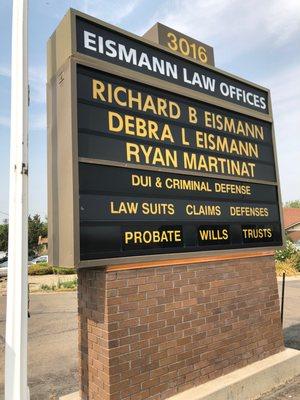 3016
EISMANN LAW OFFICES
RICHARD B EISMANN
DEBRA L EISMANN
RYAN MARTINAT
DUI & CRIMINAL DEFENSE
LAW SUITS CLAIMS DEFENSES
PROBATE WILLS TRUSTS